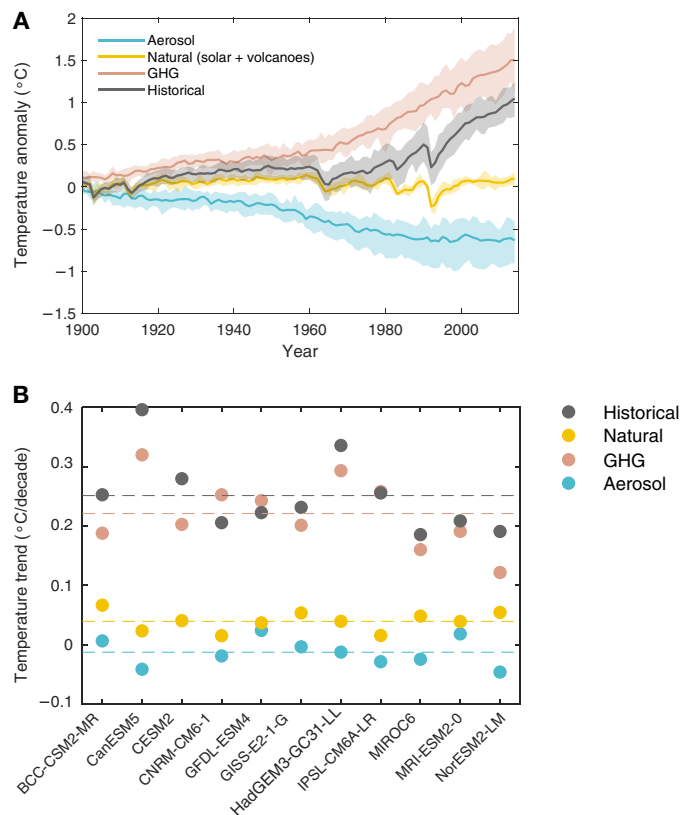 A
Temperature anomaly (°C)
2
1.5
1
0.5
0
−0.5
−1
−1.5
Aerosol
Natural (solar + volcanoes)
GHG
Historical
1900
1920
1940
1960
1980
2000
Year
B
Temperature trend (°C/decade)
0.4
0.3
0.2
0.1
0
−0.1
Historical
Natural
GHG
Aerosol
BCC-CSM2-MR
CanESM5
CESM2
CNRM-CM6-1
GFDL-ESM4
GISS-E2-1-G
HadGEM3-GC31-LL
IPSL-CM6A-LR
MIROC6
MRI-ESM2-0
NorESM2-LM